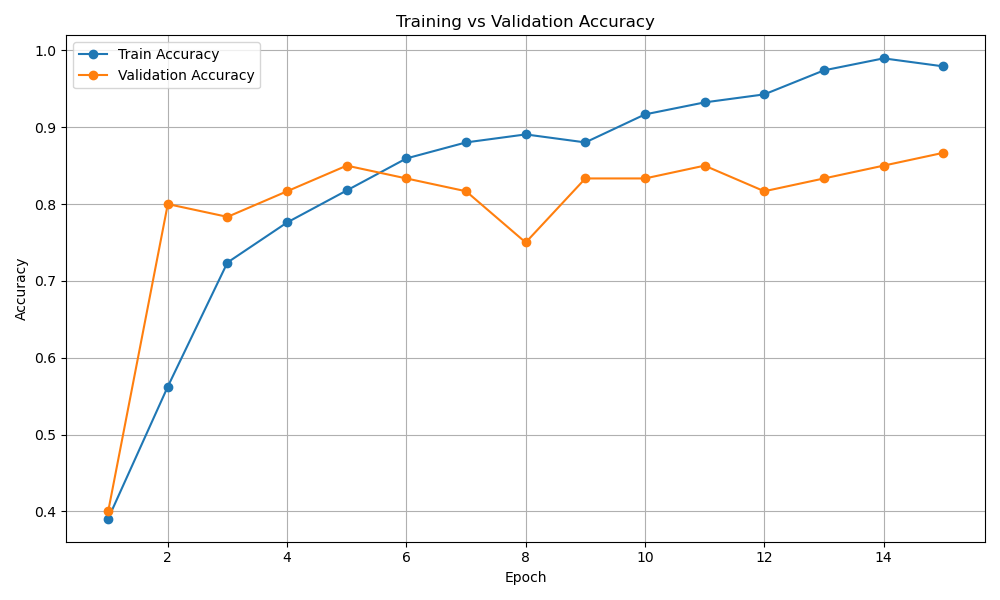 Training vs Validation Accuracy
Train Accuracy
Validation Accuracy
1.0
0.9
0.8
0.7
0.6
0.5
0.4
Accuracy
2 4 6 8 10 12 14
Epoch